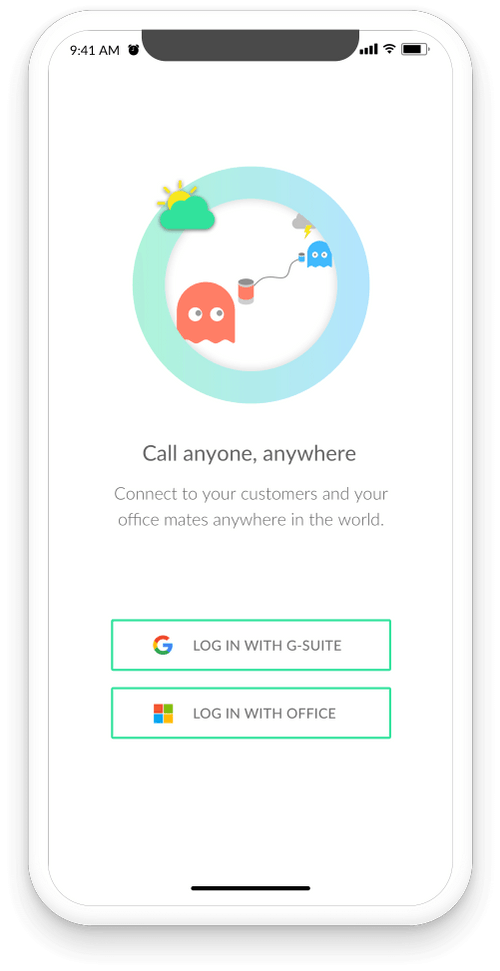 9:41 AM
Call anyone, anywhere
Connect to your customers and your
office mates anywhere in the world.
LOG IN WITH G-SUITE
LOG IN WITH OFFICE